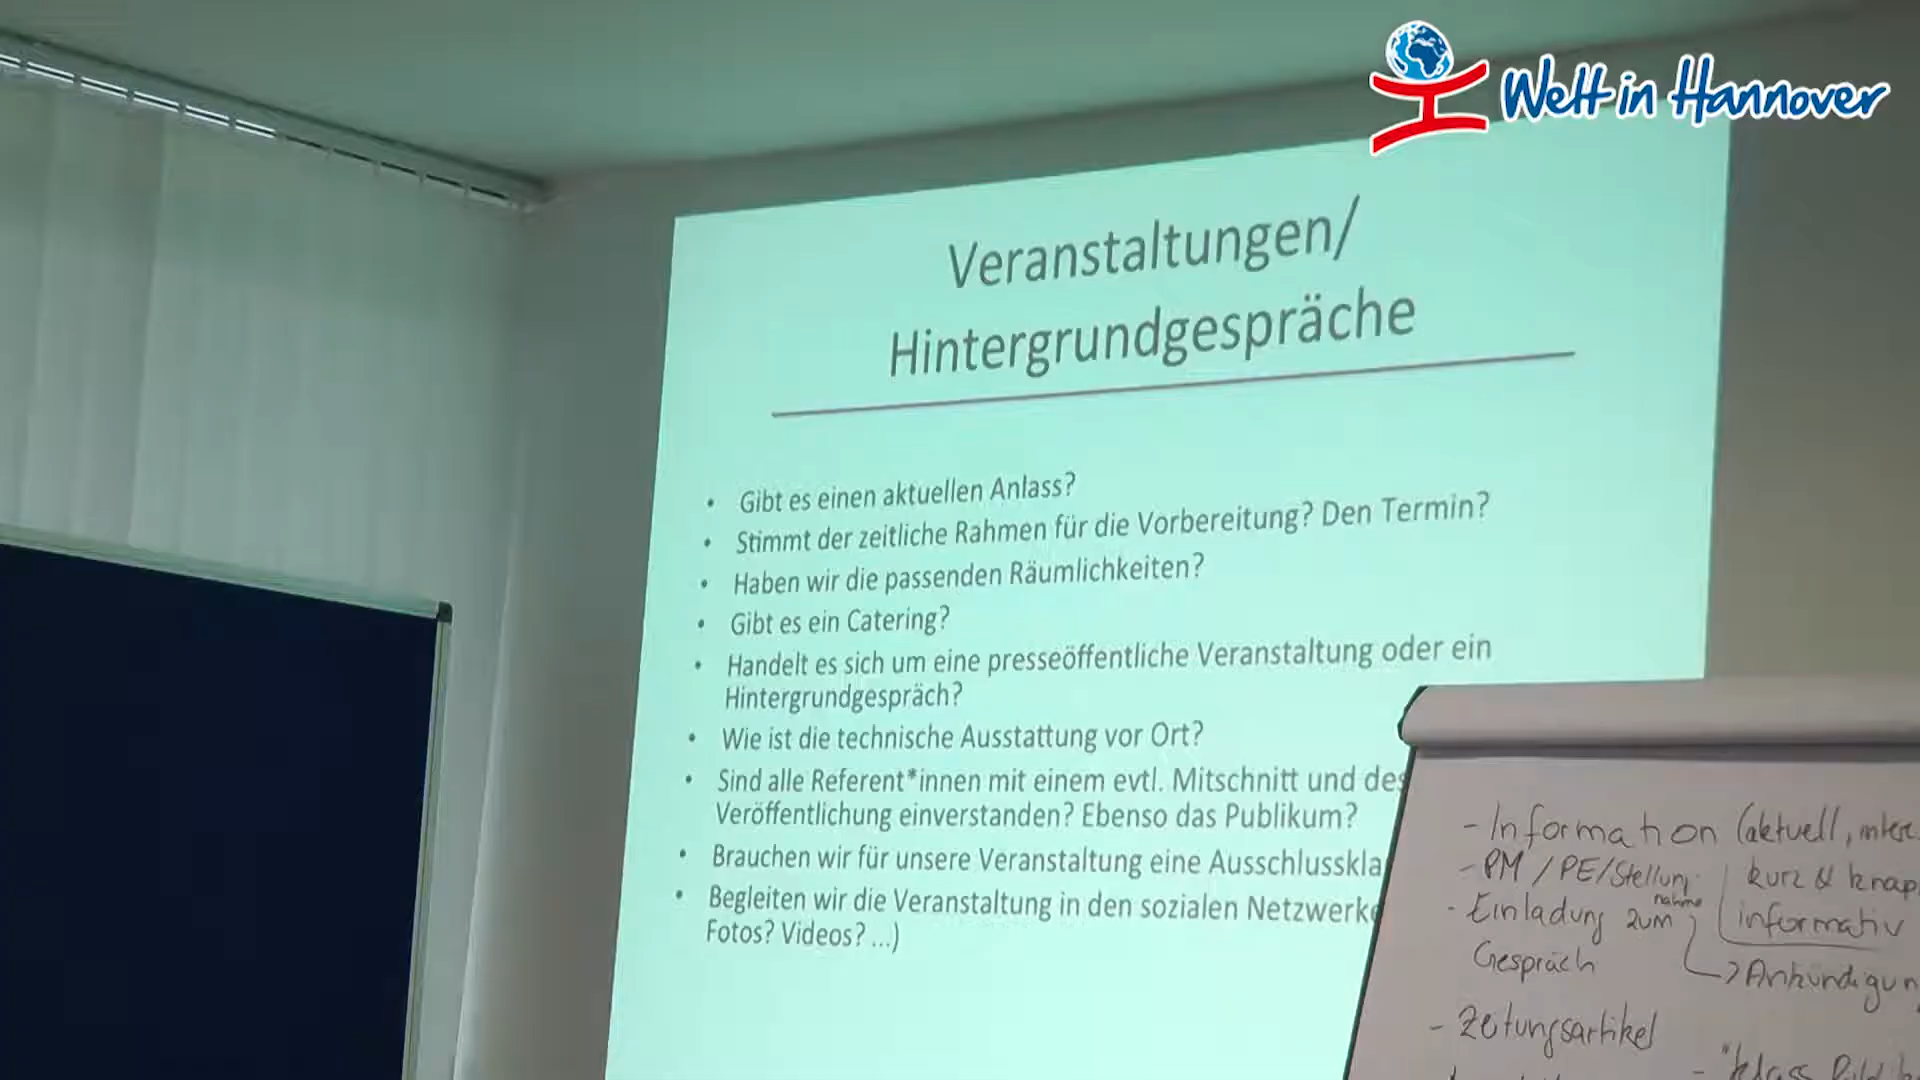 Welt in Hannover
Veranstaltungen/
Hintergrundgespräche
• Gibt es einen aktuellen Anlass?
• Stimmt der zeitliche Rahmen für die Vorbereitung? Den Termin?
• Haben wir die passenden Räumlichkeiten?
• Gibt es ein Catering?
• Handelt es sich um eine presseöffentliche Veranstaltung oder ein
Hintergrundgespräch?
• Wie ist die technische Ausstattung vor Ort?
• Sind alle Referent*innen mit einem evtl. Mitschnitt und des
Veröffentlichung einverstanden? Ebenso das Publikum?
• Brauchen wir für unsere Veranstaltung eine Ausschlusskla
• Begleiten wir die Veranstaltung in den sozialen Netzwerke
Fotos? Videos? ...)
- Information (aktuell,
- PM / PE/Stellung
nahme
kurz & knap
- Einladung zum
informativ
Gespräch
-> Ankündigun
- Zeitungsartikel